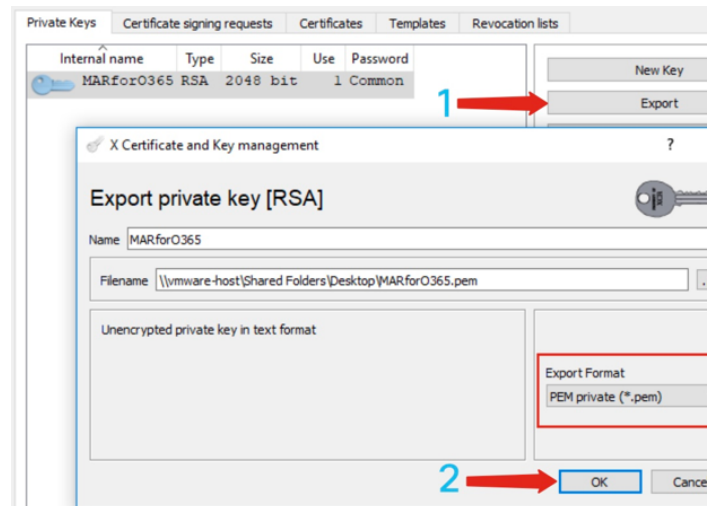 Private Keys Certificate signing requests Certificates Templates Revocation lists
Internal name Type Size Use Password
MARforO365 RSA 2048 bit 1 Common
New Key
1
Export
X Certificate and Key management ?
Export private key [RSA]
Name MARforO365
Filename \\vmware-host\Shared Folders\Desktop\MARforO365.pem ..
Unencrypted private key in text format
Export Format
PEM private (*.pem)
2
OK Cance